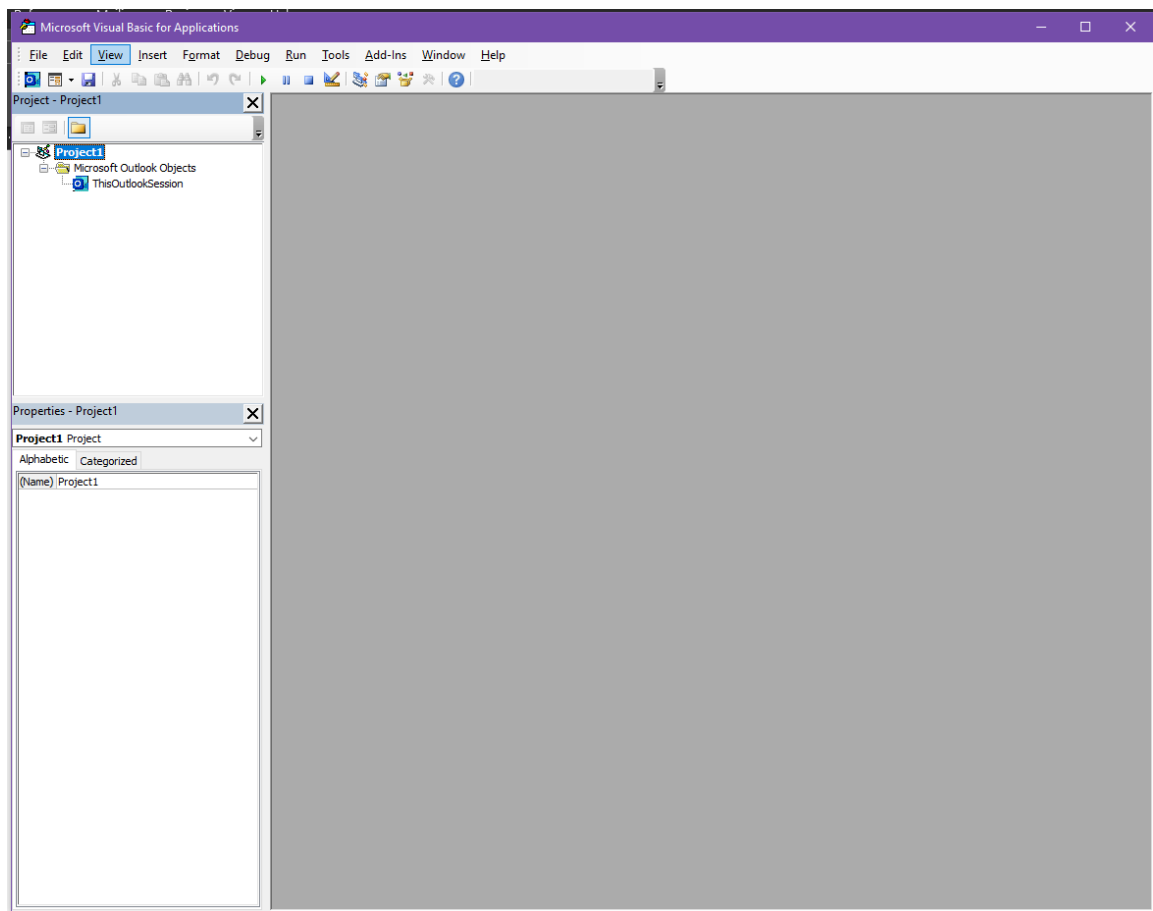 Microsoft Visual Basic for Applications
File Edit View Insert Format Debug Run Tools Add-Ins Window Help
Project - Project1
Project1
Microsoft Outlook Objects
ThisOutlookSession
Properties - Project1
Project1 Project
Alphabetic Categorized
(Name) Project1